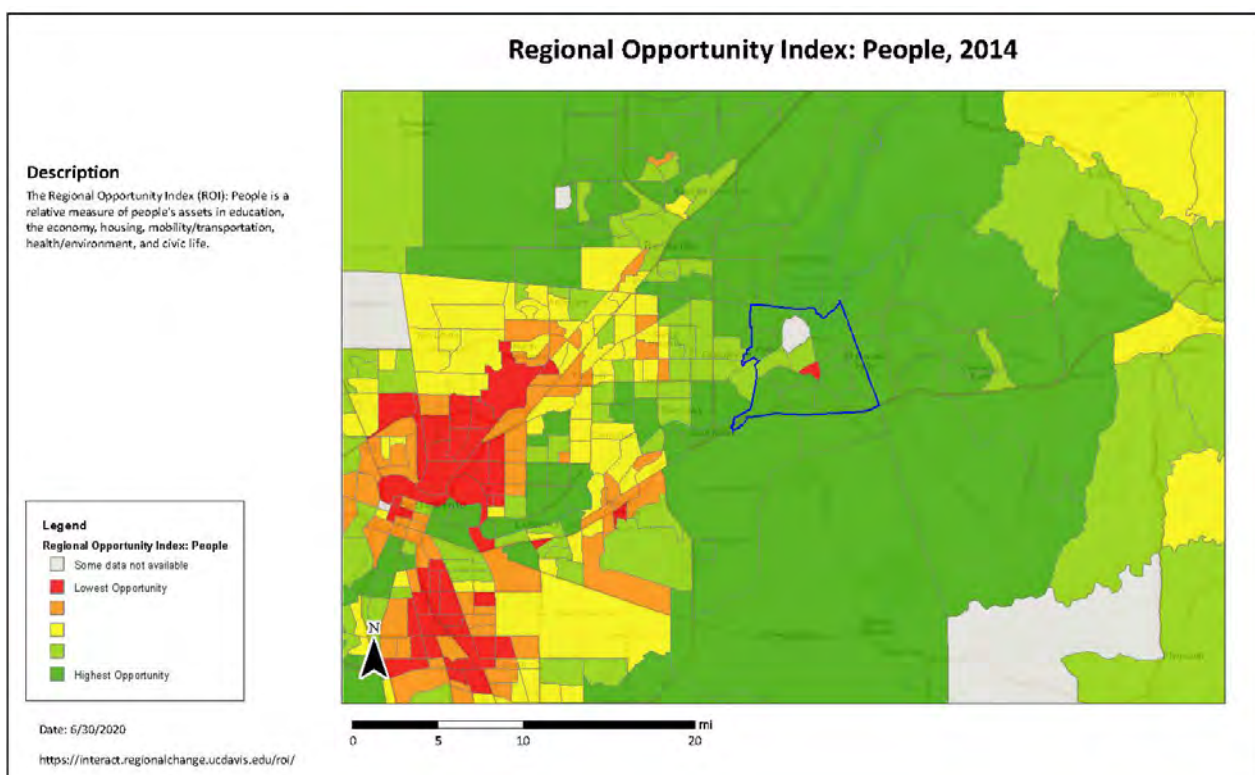 Regional Opportunity Index: People, 2014
Description
The Regional Opportunity Index (ROI): People is a
relative measure of people's assets in education,
the economy, housing, mobility/transportation,
health/environment, and civic life.
Legend
Regional Opportunity Index: People
Some data not available
Lowest Opportunity
Highest Opportunity
N
mi
0 5 10 20
Date: 6/30/2020
https://interact.regionalchange.ucdavis.edu/roi/